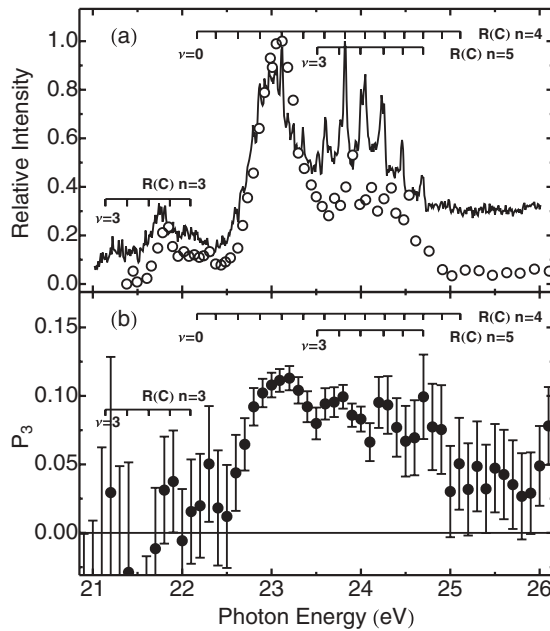 (a)
R(C) n=4
ν=0
R(C) n=5
ν=3
R(C) n=3
ν=3
Relative Intensity
1.0
0.8
0.6
0.4
0.2
0.0
(b)
R(C) n=4
ν=0
R(C) n=5
ν=3
R(C) n=3
ν=3
P3
0.15
0.10
0.05
0.00
21 22 23 24 25 26
Photon Energy (eV)